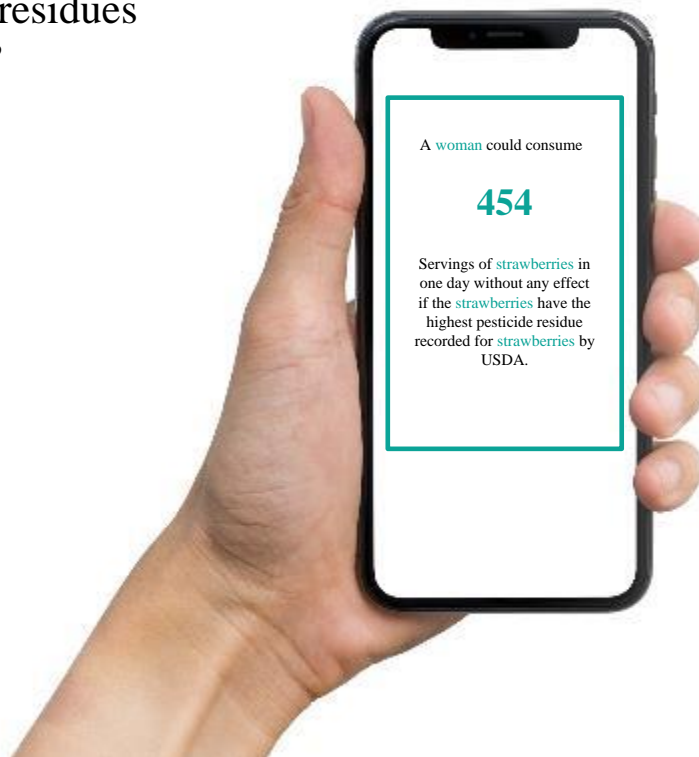 residues
A woman could consume
454
Servings of strawberries in
one day without any effect
if the strawberries have the
highest pesticide residue
recorded for strawberries by
USDA.